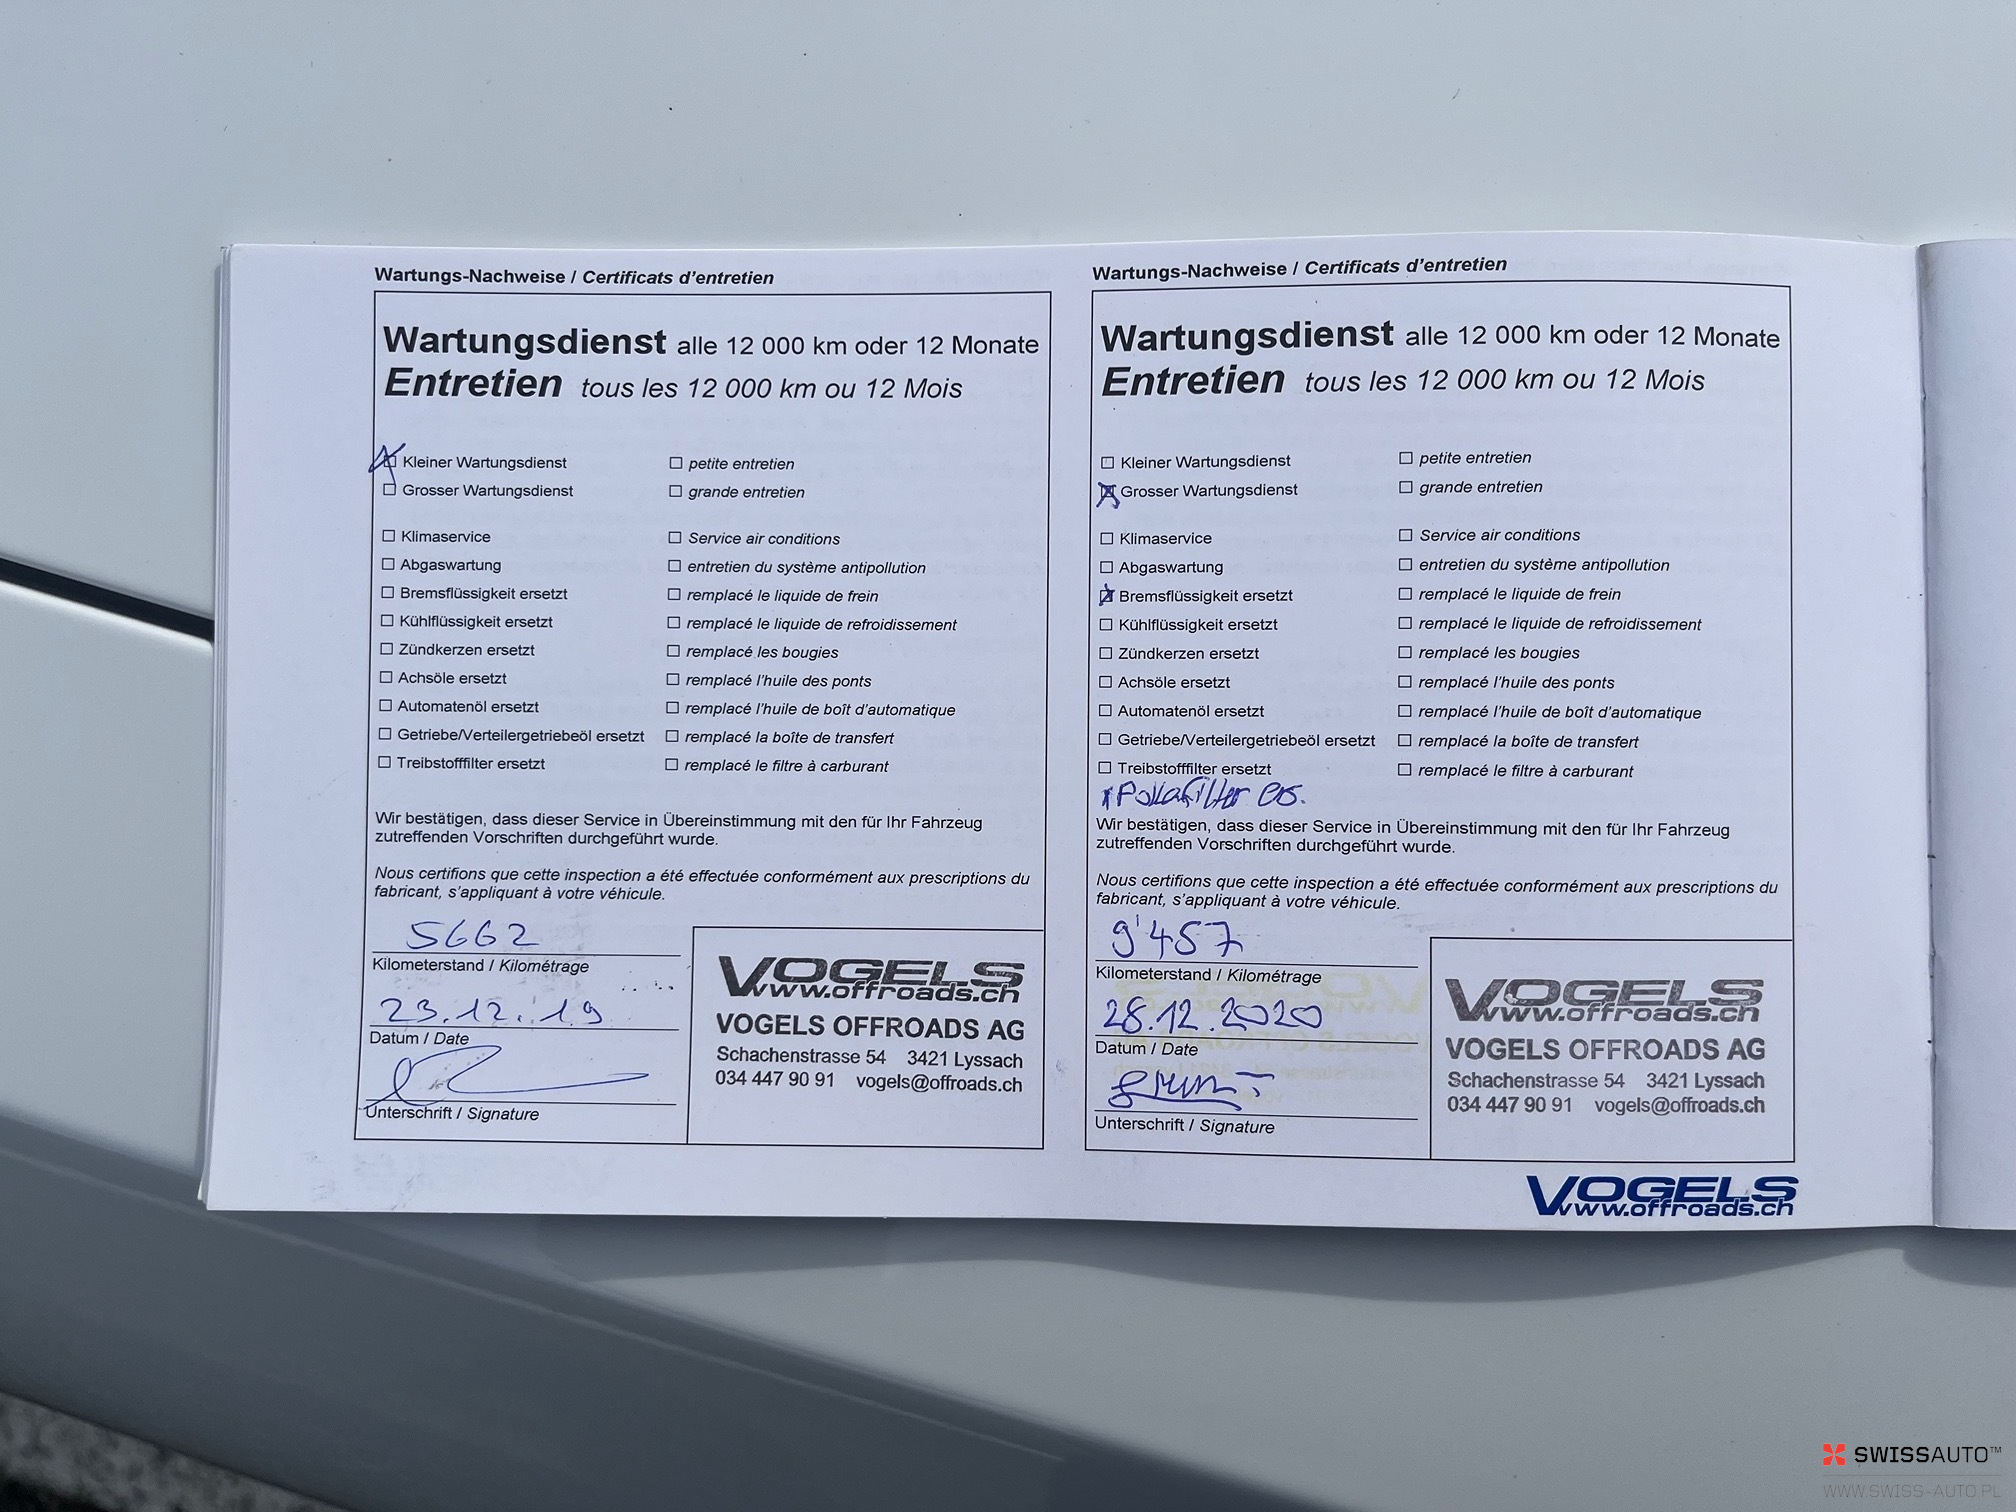 Wartungs-Nachweise / Certificats d'entretien
Wartungsdienst alle 12 000 km oder 12 Monate
Entretien tous les 12 000 km ou 12 Mois
Kleiner Wartungsdienst petite entretien
Grosser Wartungsdienst grande entretien
Klimaservice Service air conditions
Abgaswartung entretien du système antipollution
Bremsflüssigkeit ersetzt remplacé le liquide de frein
Kühlflüssigkeit ersetzt remplacé le liquide de refroidissement
Zündkerzen ersetzt remplacé les bougies
Achsöle ersetzt remplacé l'huile des ponts
Automatenöl ersetzt remplacé l'huile de boît d'automatique
Getriebe/Verteilergetriebeöl ersetzt remplacé la boîte de transfert
Treibstofffilter ersetzt remplacé le filtre à carburant
Wir bestätigen, dass dieser Service in Übereinstimmung mit den für Ihr Fahrzeug
zutreffenden Vorschriften durchgeführt wurde.
Nous certifions que cette inspection a été effectuée conformément aux prescriptions du
fabricant, s'appliquant à votre véhicule.
5662
Kilometerstand / Kilométrage
23.12.19
Datum / Date
Unterschrift / Signature
VOGELS
www.offroads.ch
VOGELS OFFROADS AG
Schachenstrasse 54 3421 Lyssach
034 447 90 91 vogels@offroads.ch
Wartungs-Nachweise / Certificats d'entretien
Wartungsdienst alle 12 000 km oder 12 Monate
Entretien tous les 12 000 km ou 12 Mois
Kleiner Wartungsdienst petite entretien
Grosser Wartungsdienst grande entretien
Klimaservice Service air conditions
Abgaswartung entretien du système antipollution
Bremsflüssigkeit ersetzt remplacé le liquide de frein
Kühlflüssigkeit ersetzt remplacé le liquide de refroidissement
Zündkerzen ersetzt remplacé les bougies
Achsöle ersetzt remplacé l'huile des ponts
Automatenöl ersetzt remplacé l'huile de boît d'automatique
Getriebe/Verteilergetriebeöl ersetzt remplacé la boîte de transfert
Treibstofffilter ersetzt remplacé le filtre à carburant
ers.
Wir bestätigen, dass dieser Service in Übereinstimmung mit den für Ihr Fahrzeug
zutreffenden Vorschriften durchgeführt wurde.
Nous certifions que cette inspection a été effectuée conformément aux prescriptions du
fabricant, s'appliquant à votre véhicule.
9'457
Kilometerstand / Kilométrage
28.12.2020
Datum / Date
Unterschrift / Signature
VOGELS
www.offroads.ch
VOGELS OFFROADS AG
Schachenstrasse 54 3421 Lyssach
034 447 90 91 vogels@offroads.ch
VOGELS
www.offroads.ch
SWISSAUTO™
WWW.SWISS-AUTO.PL